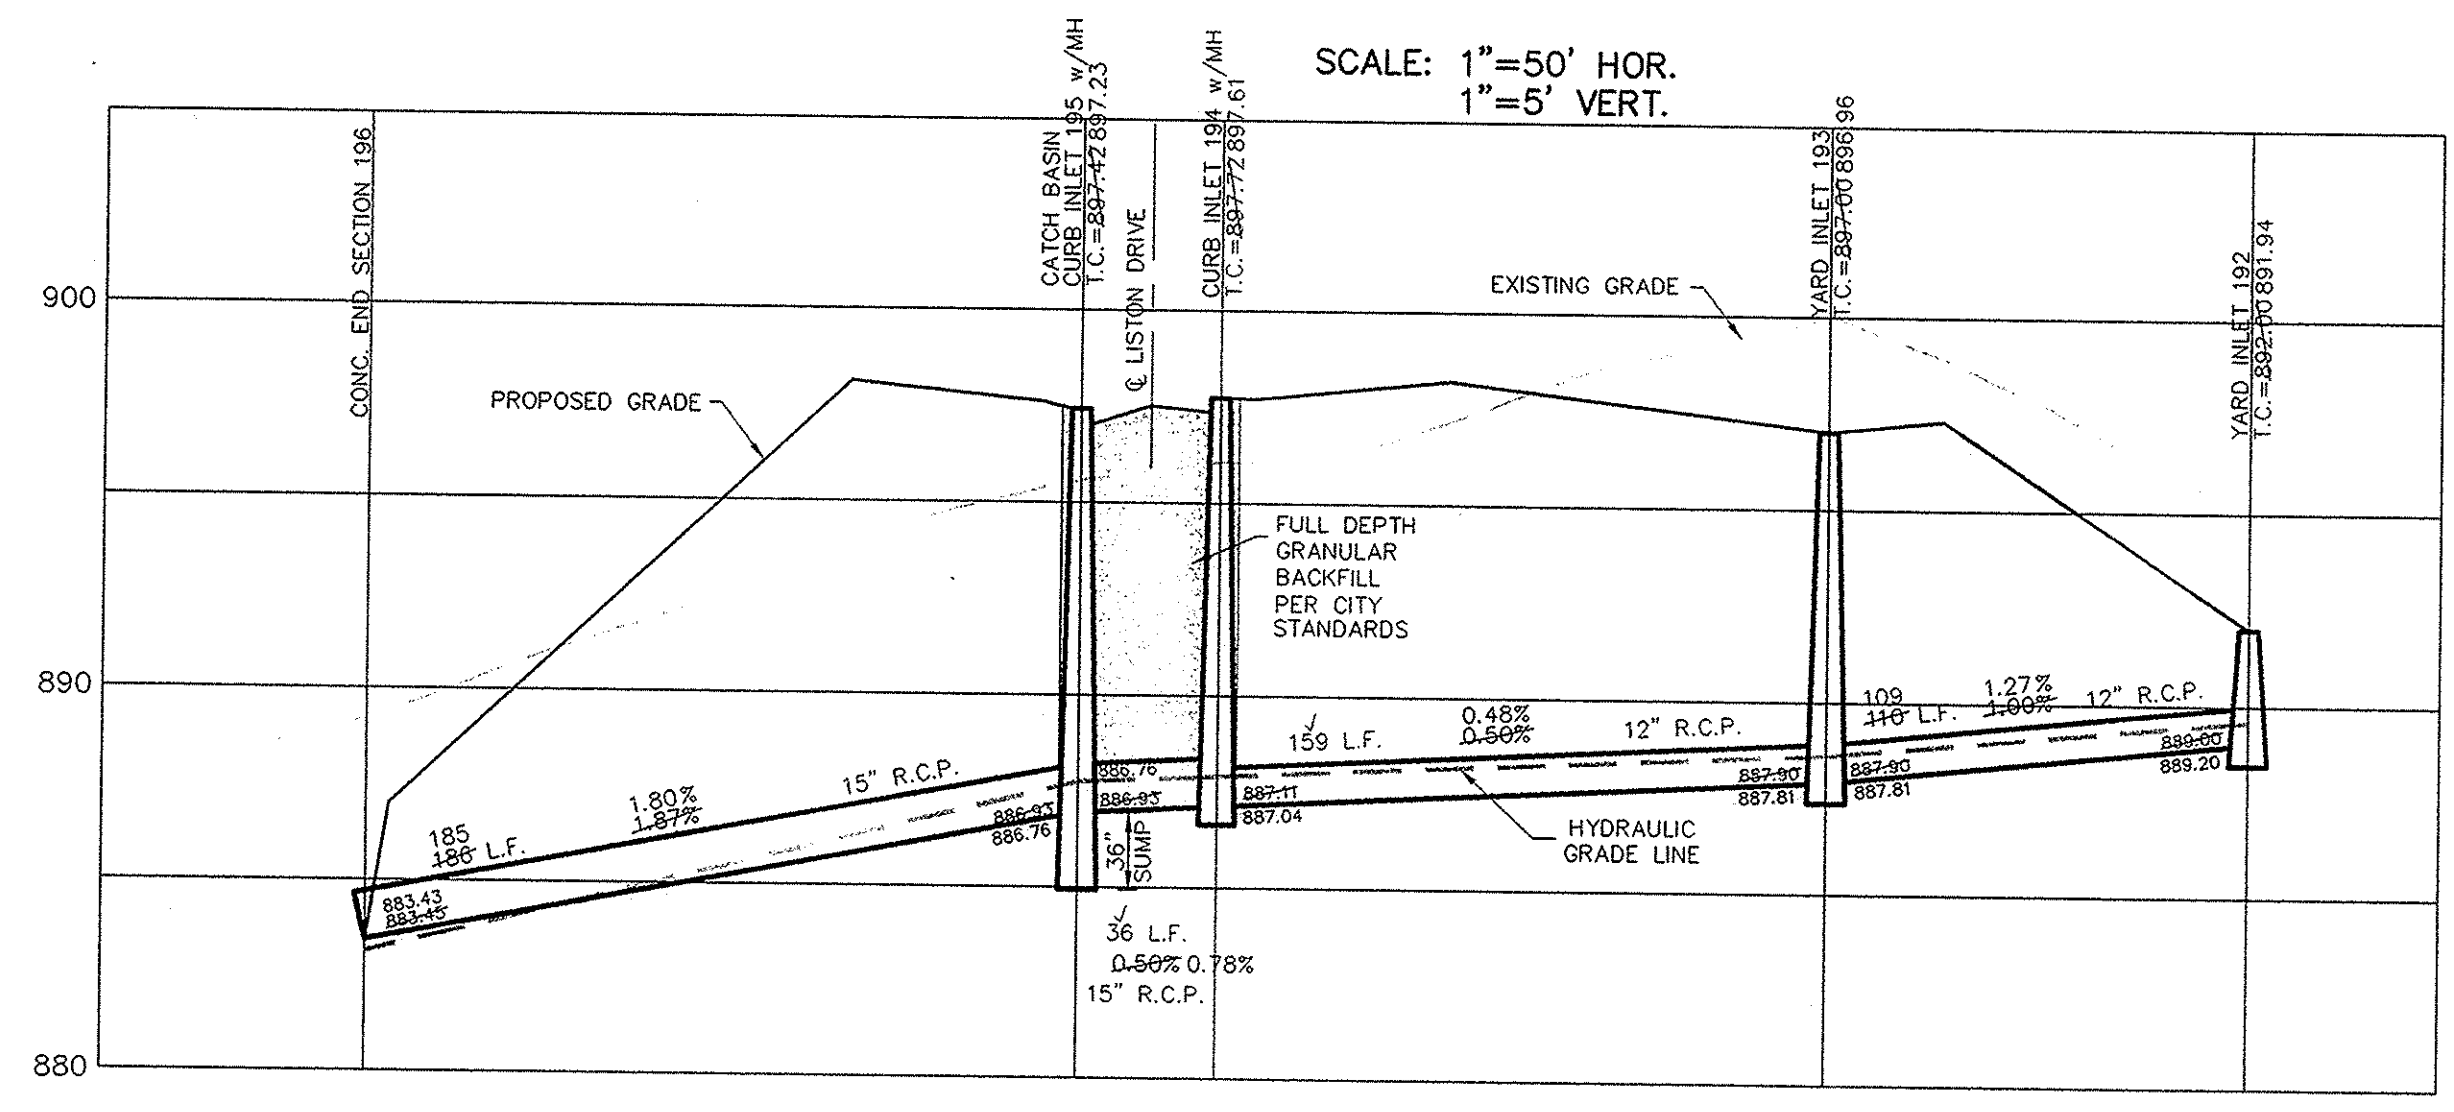 SCALE: 1"=50' HOR.
1"=5' VERT.
CONC. END SECTION 196
CATCH BASIN
CURB INLET 195 w/MH
T.C.=897.42 897.23
℄ LISTON DRIVE
CURB INLET 194 w/MH
T.C.=897.72 897.61
YARD INLET 193
T.C.=897.00 896.96
YARD INLET 192
T.C.=892.00 891.94
900
EXISTING GRADE
PROPOSED GRADE
FULL DEPTH
GRANULAR
BACKFILL
PER CITY
STANDARDS
890
185
186 L.F.
1.80%
1.87%
15" R.C.P.
883.43
883.45
886.93
886.76
886.76
886.93
36"
SUMP
36 L.F.
0.50% 0.78%
15" R.C.P.
159 L.F.
0.48%
0.50%
12" R.C.P.
887.11
887.04
887.90
887.81
HYDRAULIC
GRADE LINE
109
110 L.F.
1.27%
1.00%
12" R.C.P.
887.90
887.81
889.00
889.20
880